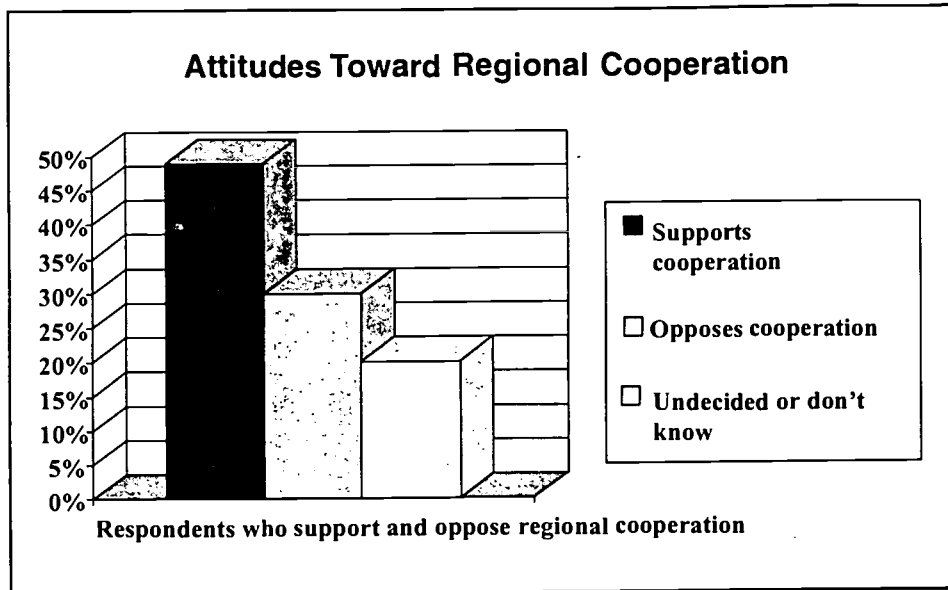 Attitudes Toward Regional Cooperation
50%
45%
40%
35%
30%
25%
20%
15%
10%
5%
0%
Respondents who support and oppose regional cooperation
Supports
cooperation
Opposes cooperation
Undecided or don't
know